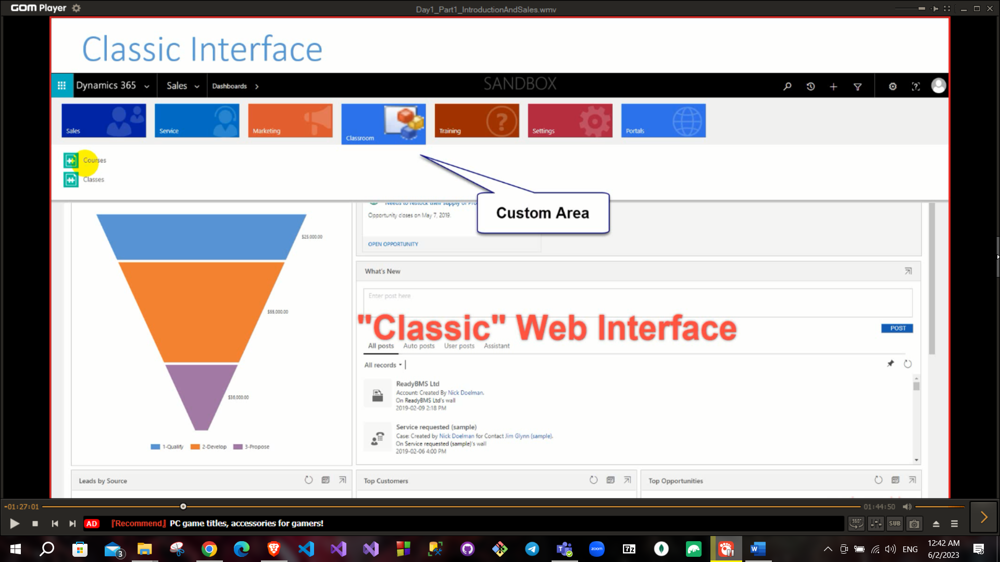 GOM Player
Day1_Part1_IntroductionAndSales.wmv
Classic Interface
Dynamics 365
Sales
Dashboards
SANDBOX
Sales
Service
Marketing
Classroom
Training
Settings
Portals
Courses
Classes
Custom Area
Needs to restock their supply of Pro
Opportunity closes on May 7, 2019.
OPEN OPPORTUNITY
$25,000.00
$55,000.00
$36,000.00
1-Qualify 2-Develop 3-Propose
What's New
Enter post here
"Classic" Web Interface
POST
All posts Auto posts User posts Assistant
All records
ReadyBMS Ltd
Account: Created By Nick Doelman.
On ReadyBMS Ltd's wall
2019-02-09 2:18 PM
Service requested (sample)
Case: Created by Nick Doelman for Contact Jim Glynn (sample).
On Service requested (sample)'s wall
2019-02-06 4:00 PM
Leads by Source
Top Customers
Top Opportunities
-01:27:01
01:44:50
AD 『Recommend』 PC game titles, accessories for gamers!
360°
SUB
3
zoom
7z
W
ENG
12:42 AM
6/2/2023